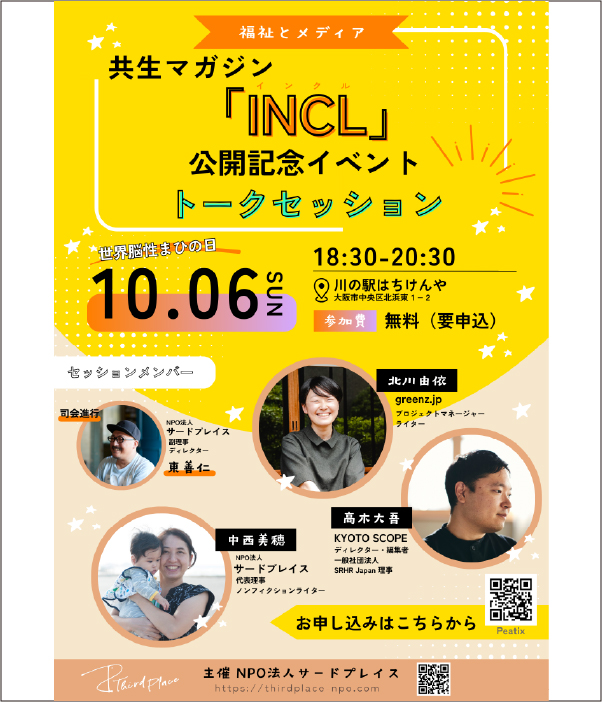 福祉とメディア
共生マガジン
インクル
「INCL」
公開記念イベント
トークセッション
世界脳性まひの日
10.06 SUN
18:30-20:30
川の駅はちけんや
大阪市中央区北浜東1-2
参加費 無料（要申込）
セッションメンバー
司会進行
NPO法人
サードプレイス
副理事
ディレクター
東善仁
北川由依
greenz.jp
プロジェクトマネージャー
ライター
髙木大吾
KYOTO SCOPE
ディレクター・編集者
一般社団法人
SRHR Japan 理事
中西美穂
NPO法人
サードプレイス
代表理事
ノンフィクションライター
お申し込みはこちらから
Peatix
Third place
主催 NPO法人サードプレイス
https://thirdplace-npo.com